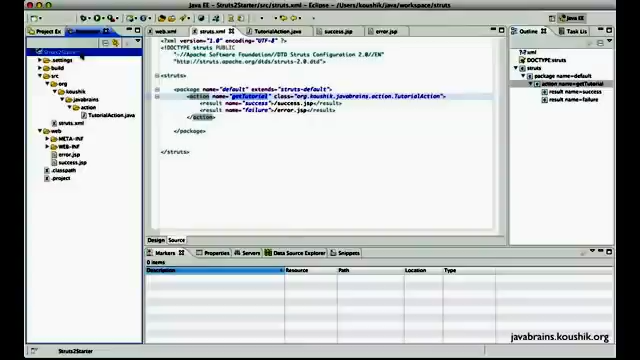 Java EE - Struts2Starter/src/struts.xml - Eclipse - /Users/koushik/java/workspace/struts
Java EE
Project Ex
web.xml
struts.xml
TutorialAction.java
success.jsp
error.jsp
Outline
Task List
Struts2Starter
.settings
build
src
org
koushik
javabrains
action
TutorialAction.java
struts.xml
web
META-INF
WEB-INF
error.jsp
success.jsp
.classpath
.project
<?xml version="1.0" encoding="UTF-8" ?>
<!DOCTYPE struts PUBLIC
"-//Apache Software Foundation//DTD Struts Configuration 2.0//EN"
"http://struts.apache.org/dtds/struts-2.0.dtd">
<struts>
<package name="default" extends="struts-default">
<action name="getTutorial" class="org.koushik.javabrains.action.TutorialAction">
<result name="success">/success.jsp</result>
<result name="failure">/error.jsp</result>
</action>
</package>
</struts>
xml
DOCTYPE:struts
struts
package name=default
action name=getTutorial
result name=success
result name=failure
Design
Source
Markers
Properties
Servers
Data Source Explorer
Snippets
0 items
Description
Resource
Path
Location
Type
Struts2Starter
javabrains.koushik.org